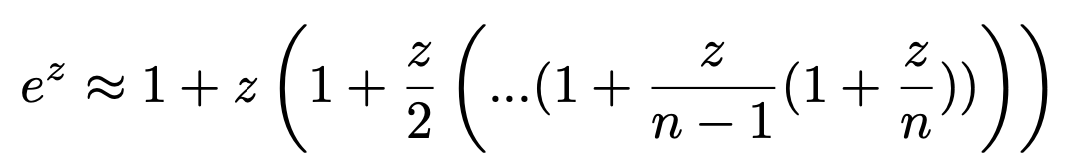 e^z ≈ 1 + z(1 + z/2(...(1 + z/(n − 1)(1 + z/n))))